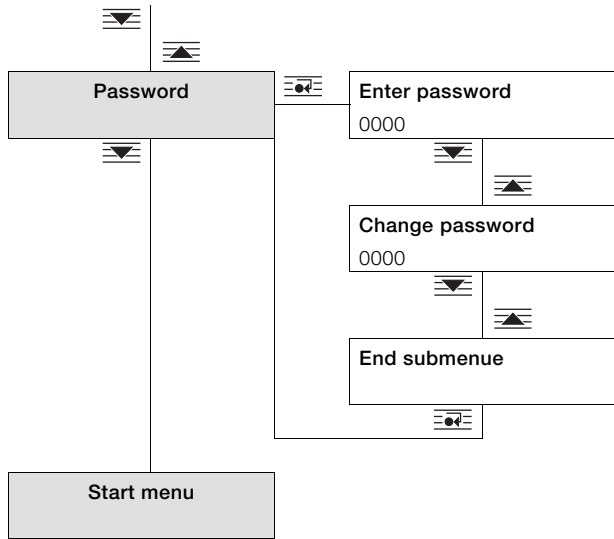 Password
Enter password
0000
Change password
0000
End submenue
Start menu